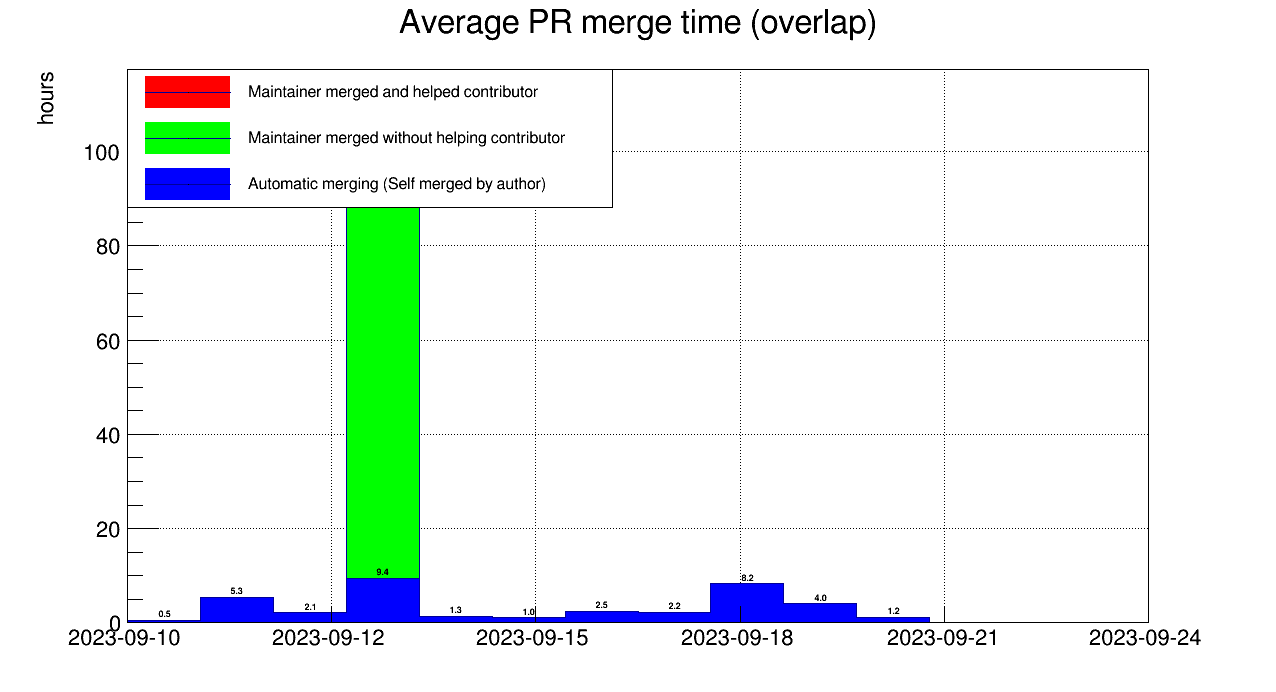 Average PR merge time (overlap)
hours
Maintainer merged and helped contributor
Maintainer merged without helping contributor
Automatic merging (Self merged by author)
100
80
60
40
20
0
9.4
8.2
5.3
4.0
2.5
2.2
2.1
1.3
1.0
1.2
0.5
2023-09-10 2023-09-12 2023-09-15 2023-09-18 2023-09-21 2023-09-24